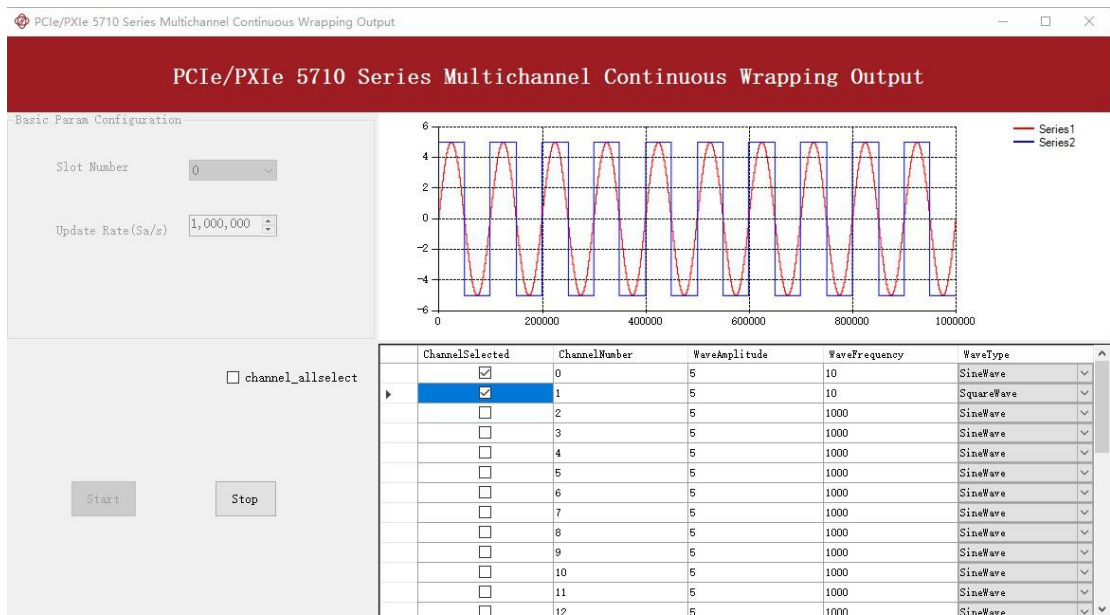 PCIe/PXIe 5710 Series Multichannel Continuous Wrapping Output
PCIe/PXIe 5710 Series Multichannel Continuous Wrapping Output
Basic Param Configuration
Slot Number 0
Update Rate(Sa/s) 1,000,000
6
4
2
0
-2
-4
-6
0 200000 400000 600000 800000 1000000
Series1
Series2
channel_allselect
Start Stop
ChannelSelected ChannelNumber WaveAmplitude WaveFrequency WaveType
0 5 10 SineWave
1 5 10 SquareWave
2 5 1000 SineWave
3 5 1000 SineWave
4 5 1000 SineWave
5 5 1000 SineWave
6 5 1000 SineWave
7 5 1000 SineWave
8 5 1000 SineWave
9 5 1000 SineWave
10 5 1000 SineWave
11 5 1000 SineWave
12 5 1000 SineWave